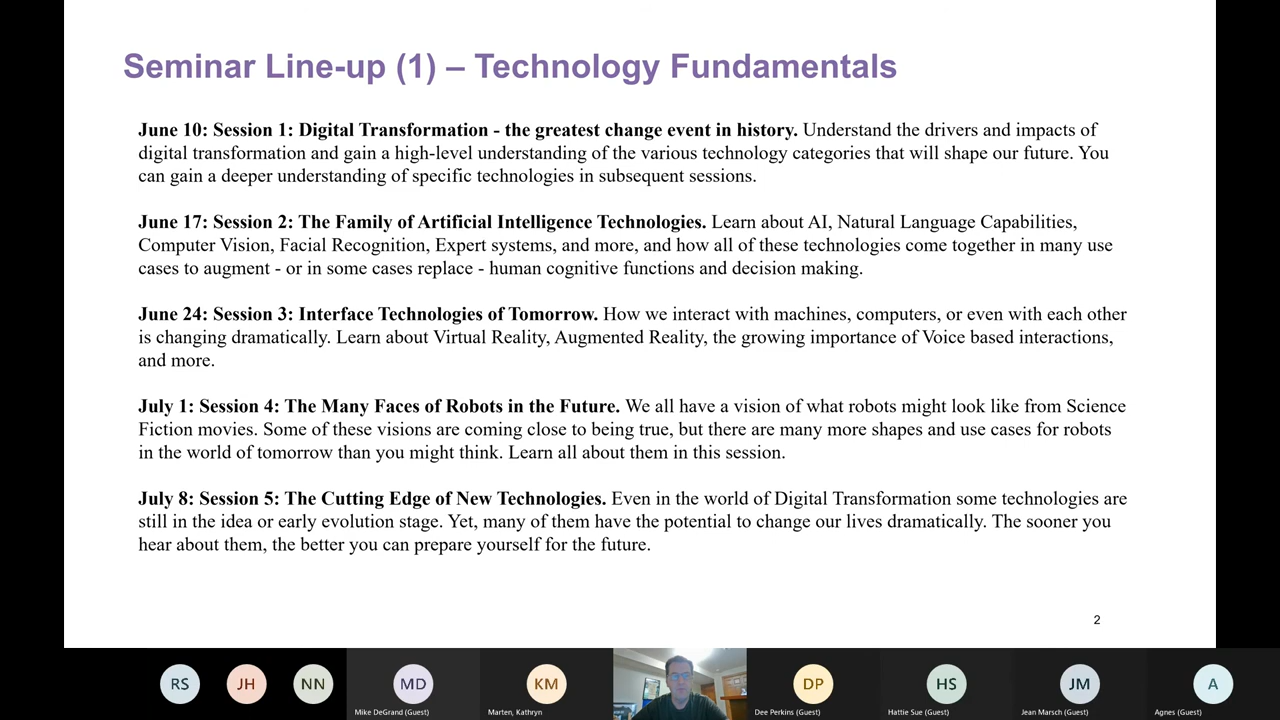 Seminar Line-up (1) – Technology Fundamentals
June 10: Session 1: Digital Transformation - the greatest change event in history. Understand the drivers and impacts of
digital transformation and gain a high-level understanding of the various technology categories that will shape our future. You
can gain a deeper understanding of specific technologies in subsequent sessions.
June 17: Session 2: The Family of Artificial Intelligence Technologies. Learn about AI, Natural Language Capabilities,
Computer Vision, Facial Recognition, Expert systems, and more, and how all of these technologies come together in many use
cases to augment - or in some cases replace - human cognitive functions and decision making.
June 24: Session 3: Interface Technologies of Tomorrow. How we interact with machines, computers, or even with each other
is changing dramatically. Learn about Virtual Reality, Augmented Reality, the growing importance of Voice based interactions,
and more.
July 1: Session 4: The Many Faces of Robots in the Future. We all have a vision of what robots might look like from Science
Fiction movies. Some of these visions are coming close to being true, but there are many more shapes and use cases for robots
in the world of tomorrow than you might think. Learn all about them in this session.
July 8: Session 5: The Cutting Edge of New Technologies. Even in the world of Digital Transformation some technologies are
still in the idea or early evolution stage. Yet, many of them have the potential to change our lives dramatically. The sooner you
hear about them, the better you can prepare yourself for the future.
2
RS JH NN MD KM DP HS JM A
Mike DeGrand (Guest) Marten, Kathryn Dee Perkins (Guest) Hattie Sue (Guest) Jean Marsch (Guest) Agnes (Guest)